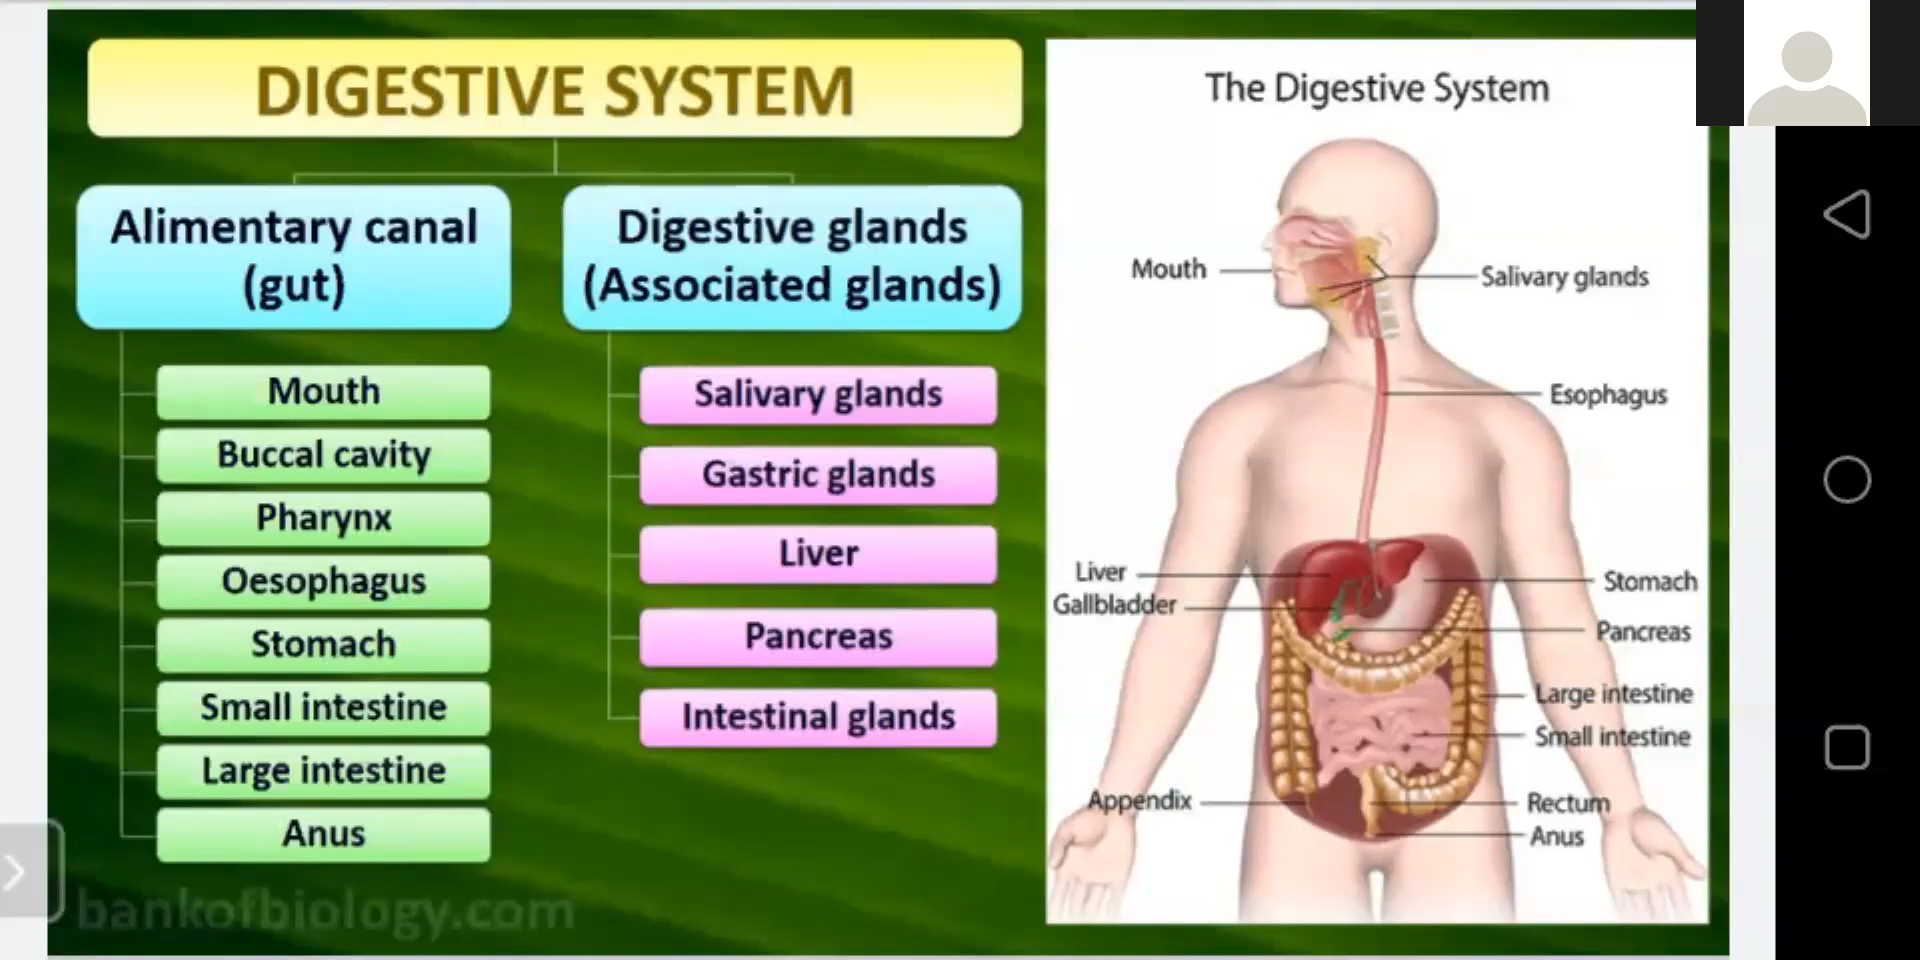 DIGESTIVE SYSTEM
Alimentary canal
(gut)
Mouth
Buccal cavity
Pharynx
Oesophagus
Stomach
Small intestine
Large intestine
Anus
Digestive glands
(Associated glands)
Salivary glands
Gastric glands
Liver
Pancreas
Intestinal glands
bankofbiology.com
The Digestive System
Mouth
Salivary glands
Esophagus
Liver
Gallbladder
Stomach
Pancreas
Large intestine
Small intestine
Appendix
Rectum
Anus